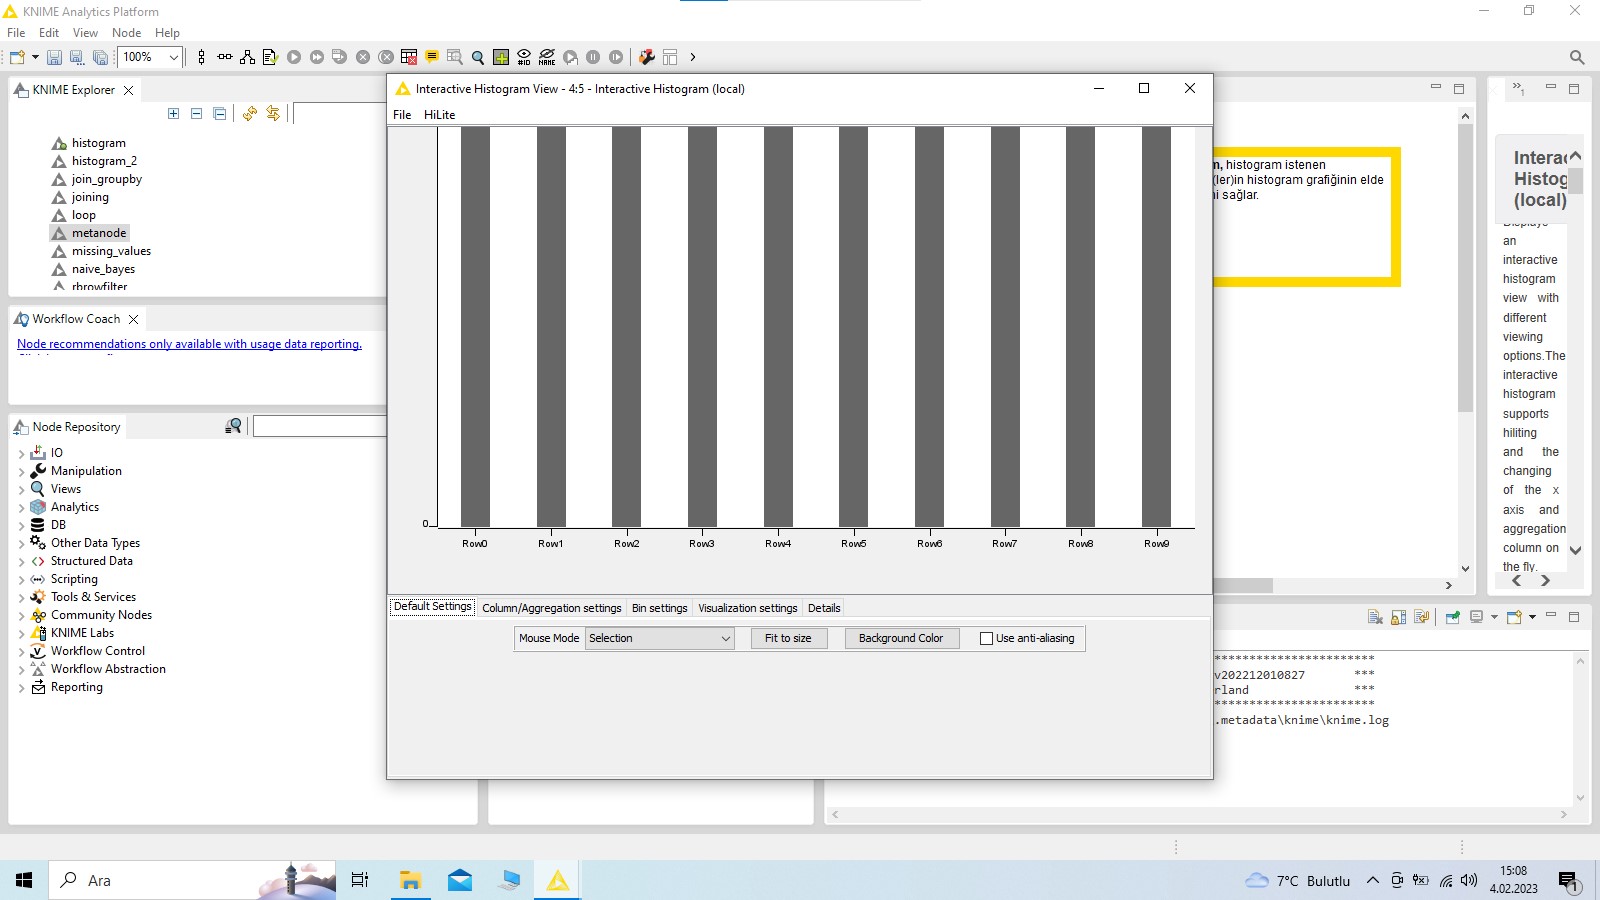 KNIME Analytics Platform
File Edit View Node Help
100%
#ID
NAME
KNIME Explorer
histogram
histogram_2
join_groupby
joining
loop
metanode
missing_values
naive_bayes
rbrowfilter
Workflow Coach
Node recommendations only available with usage data reporting.
Node Repository
IO
Manipulation
Views
Analytics
DB
Other Data Types
Structured Data
Scripting
Tools & Services
Community Nodes
KNIME Labs
Workflow Control
Workflow Abstraction
Reporting
Interactive Histogram View - 4:5 - Interactive Histogram (local)
File HiLite
0
Row0 Row1 Row2 Row3 Row4 Row5 Row6 Row7 Row8 Row9
Default Settings Column/Aggregation settings Bin settings Visualization settings Details
Mouse Mode Selection Fit to size Background Color Use anti-aliasing
histogram istenen
(ler)in histogram grafiğinin elde
sağlar.
Interac
Histog
(local)
Displays
an
interactive
histogram
view with
different
viewing
options.The
interactive
histogram
supports
hiliting
and the
changing
of the x
axis and
aggregation
column on
the fly.
***********************
v202212010827 ***
rland ***
***********************
.metadata\knime\knime.log
Ara
7°C Bulutlu
15:08
4.02.2023
1